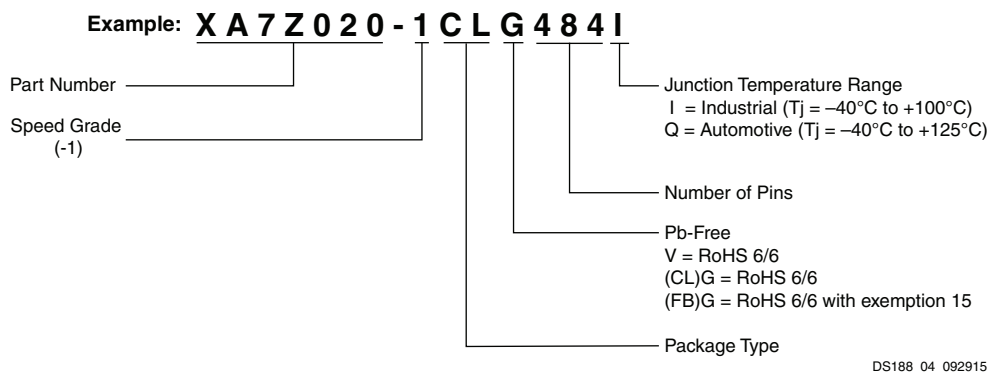 Example: XA7Z020-1CLG484I
Part Number
Speed Grade
(-1)
Junction Temperature Range
I = Industrial (Tj = –40°C to +100°C)
Q = Automotive (Tj = –40°C to +125°C)
Number of Pins
Pb-Free
V = RoHS 6/6
(CL)G = RoHS 6/6
(FB)G = RoHS 6/6 with exemption 15
Package Type
DS188_04_092915